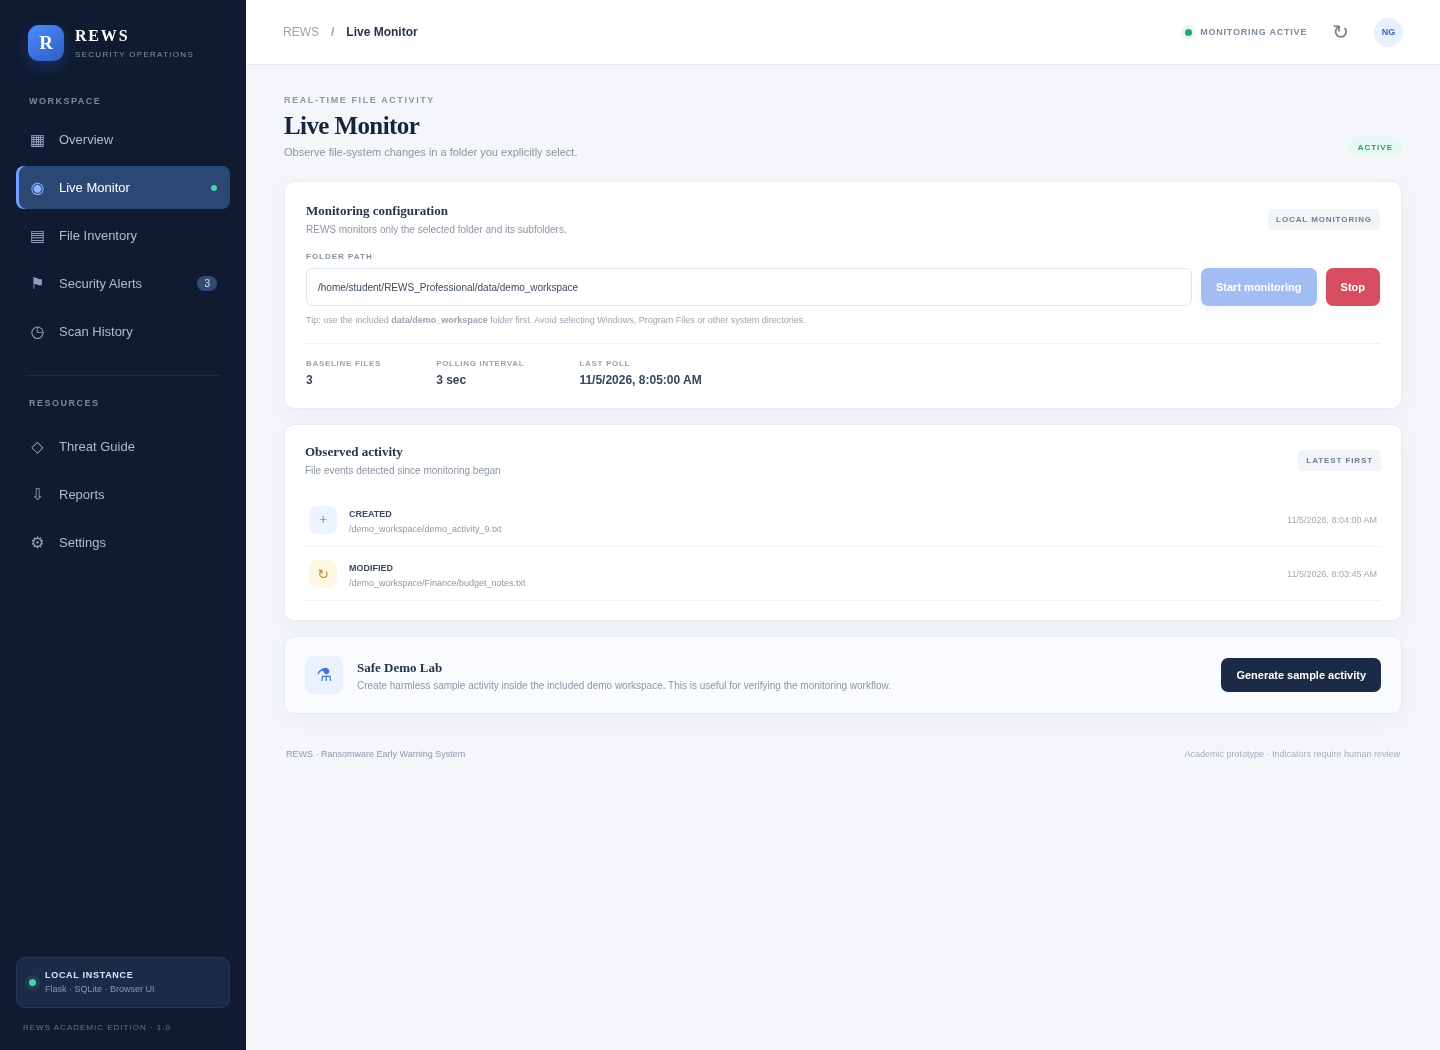 R
REWS
SECURITY OPERATIONS
WORKSPACE
Overview
Live Monitor
File Inventory
Security Alerts 3
Scan History
RESOURCES
Threat Guide
Reports
Settings
LOCAL INSTANCE
Flask · SQLite · Browser UI
REWS ACADEMIC EDITION · 1.0
REWS / Live Monitor
MONITORING ACTIVE
NG
REAL-TIME FILE ACTIVITY
Live Monitor
Observe file-system changes in a folder you explicitly select.
ACTIVE
Monitoring configuration
REWS monitors only the selected folder and its subfolders.
LOCAL MONITORING
FOLDER PATH
/home/student/REWS_Professional/data/demo_workspace
Start monitoring
Stop
Tip: use the included data/demo_workspace folder first. Avoid selecting Windows, Program Files or other system directories.
BASELINE FILES
3
POLLING INTERVAL
3 sec
LAST POLL
11/5/2026, 8:05:00 AM
Observed activity
File events detected since monitoring began
LATEST FIRST
+
CREATED
/demo_workspace/demo_activity_9.txt
11/5/2026, 8:04:00 AM
MODIFIED
/demo_workspace/Finance/budget_notes.txt
11/5/2026, 8:03:45 AM
Safe Demo Lab
Create harmless sample activity inside the included demo workspace. This is useful for verifying the monitoring workflow.
Generate sample activity
REWS · Ransomware Early Warning System
Academic prototype · Indicators require human review